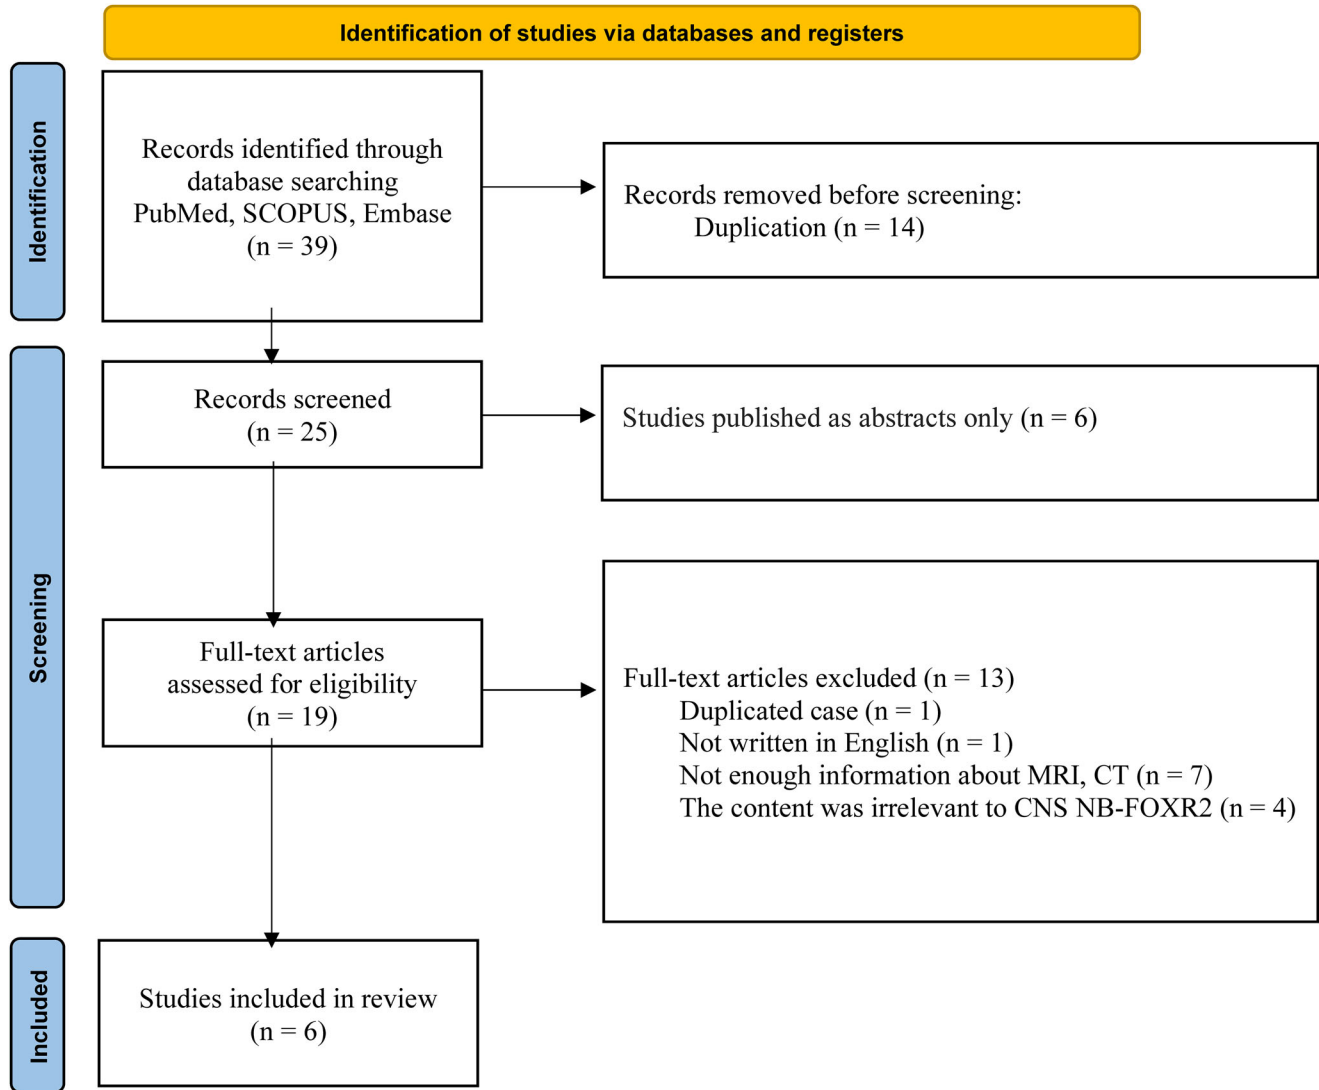 Identification of studies via databases and registers
Identification
Records identified through
database searching
PubMed, SCOPUS, Embase
(n = 39)
Records removed before screening:
Duplication (n = 14)
Screening
Records screened
(n = 25)
Studies published as abstracts only (n = 6)
Full-text articles
assessed for eligibility
(n = 19)
Full-text articles excluded (n = 13)
Duplicated case (n = 1)
Not written in English (n = 1)
Not enough information about MRI, CT (n = 7)
The content was irrelevant to CNS NB-FOXR2 (n = 4)
Included
Studies included in review
(n = 6)